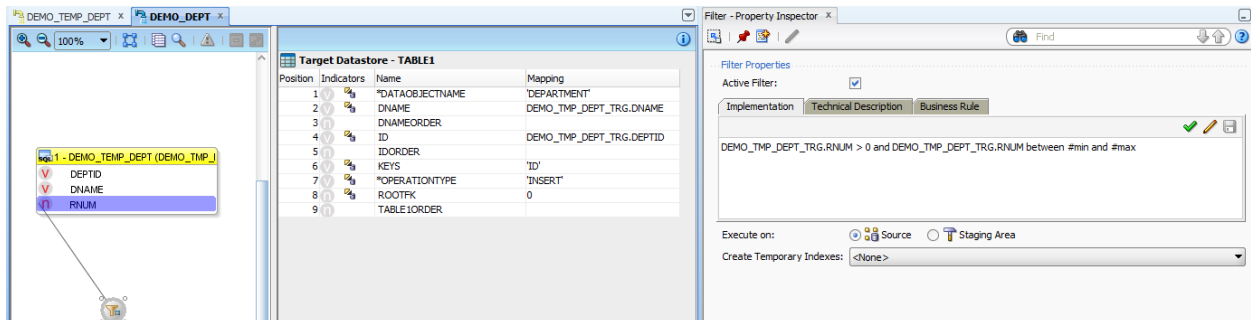 DEMO_TEMP_DEPT x DEMO_DEPT x
100%
1 - DEMO_TEMP_DEPT (DEMO_TMP_
V DEPTID
V DNAME
RNUM
Target Datastore - TABLE1
Position Indicators Name Mapping
1 *DATAOBJECTNAME 'DEPARTMENT'
2 DNAME DEMO_TMP_DEPT_TRG.DNAME
3 DNAMEORDER
4 ID DEMO_TMP_DEPT_TRG.DEPTID
5 IDORDER
6 KEYS 'ID'
7 *OPERATIONTYPE 'INSERT'
8 ROOTFK 0
9 TABLE1ORDER
Filter - Property Inspector x
Find
Filter Properties
Active Filter:
Implementation Technical Description Business Rule
DEMO_TMP_DEPT_TRG.RNUM > 0 and DEMO_TMP_DEPT_TRG.RNUM between #min and #max
Execute on: Source Staging Area
Create Temporary Indexes: <None>